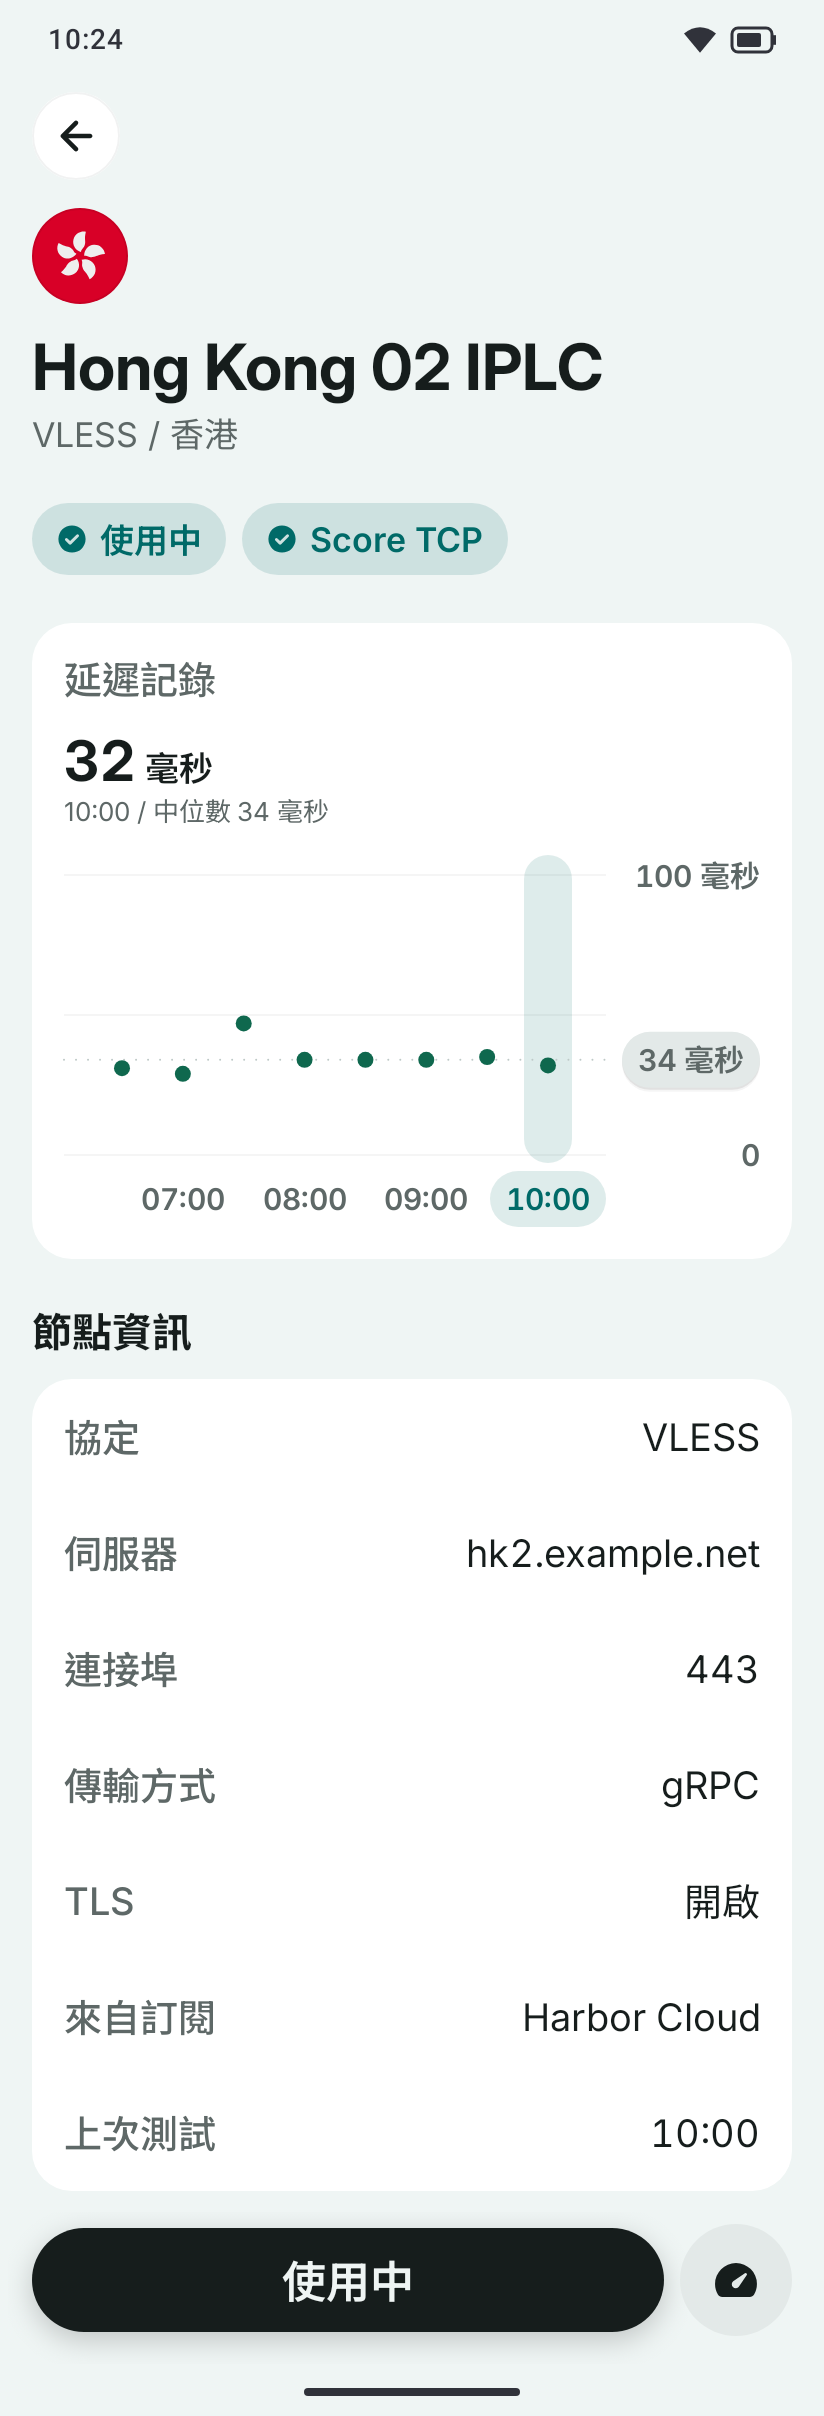 10:24
Hong Kong 02 IPLC
VLESS / 香港
使用中
Score TCP
延遲記錄
32 毫秒
10:00 / 中位數 34 毫秒
100 毫秒
34 毫秒
0
07:00
08:00
09:00
10:00
節點資訊
協定
VLESS
伺服器
hk2.example.net
連接埠
443
傳輸方式
gRPC
TLS
開啟
來自訂閱
Harbor Cloud
上次測試
10:00
使用中